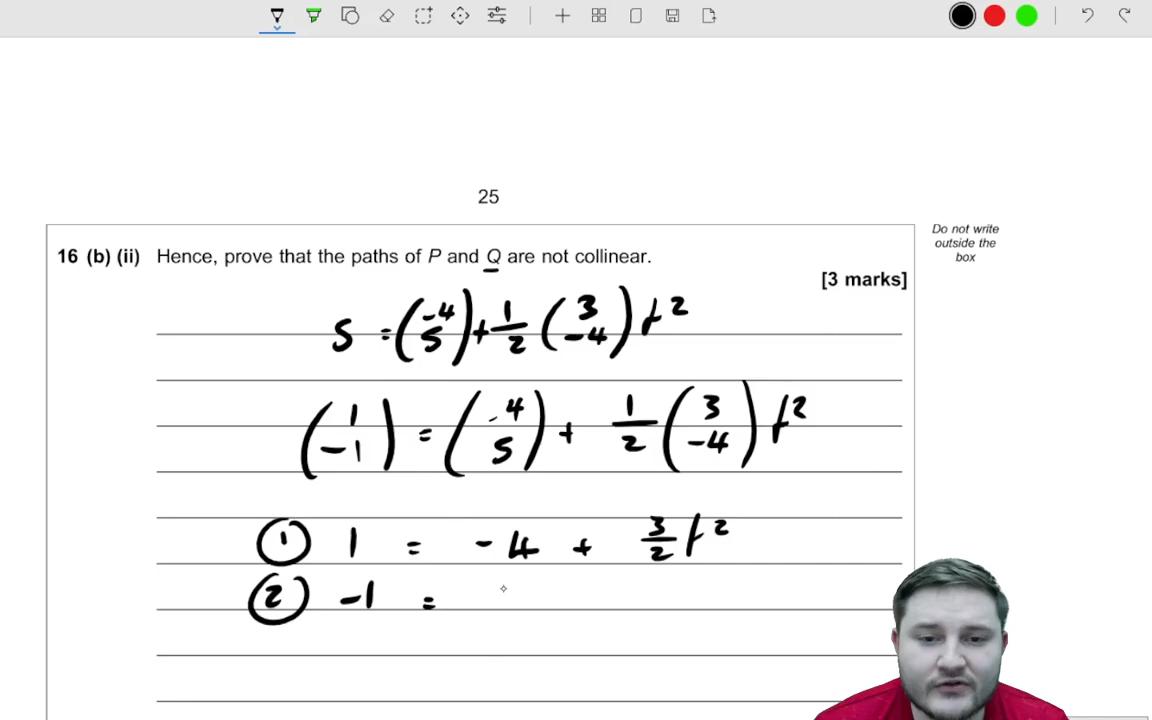 25
Do not write
outside the
box
16 (b) (ii) Hence, prove that the paths of P and Q are not collinear.
[3 marks]
s = (-4 5) + 1/2 (3 -4) t²
(1 -1) = (-4 5) + 1/2 (3 -4) t²
① 1 = -4 + 3/2 t²
② -1 =